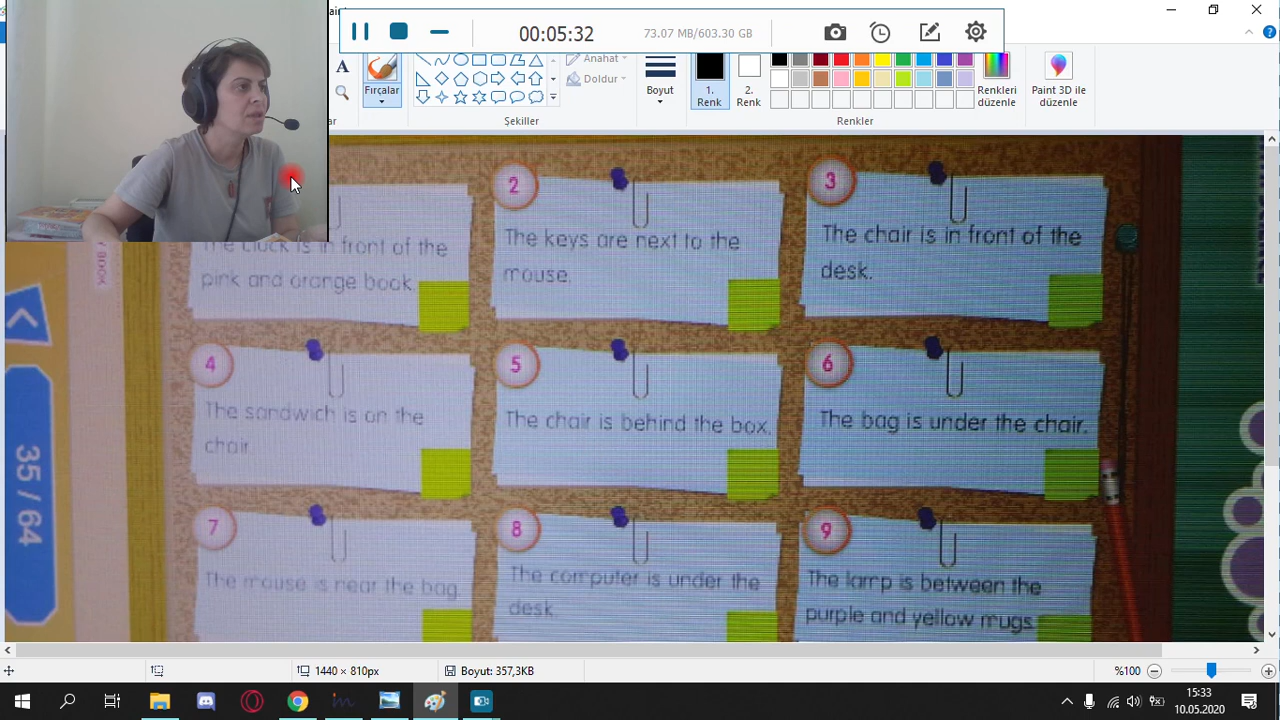 00:05:32
73.07 MB/603.30 GB
A
Fırçalar
Anahat
Doldur
Şekiller
Boyut
1.
Renk
2.
Renk
Renkleri
düzenle
Paint 3D ile
düzenle
Renkler
The clock is in front of the
pink and orange book.
2
The keys are next to the
mouse.
3
The chair is in front of the
desk.
4
The sandwich is on the
chair.
5
The chair is behind the box.
6
The bag is under the chair.
7
The mouse is near the bag
8
The computer is under the
desk.
9
The lamp is between the
purple and yellow mugs
35 / 64
BOOK
1440 × 810px
Boyut: 357,3KB
%100
15:33
10.05.2020